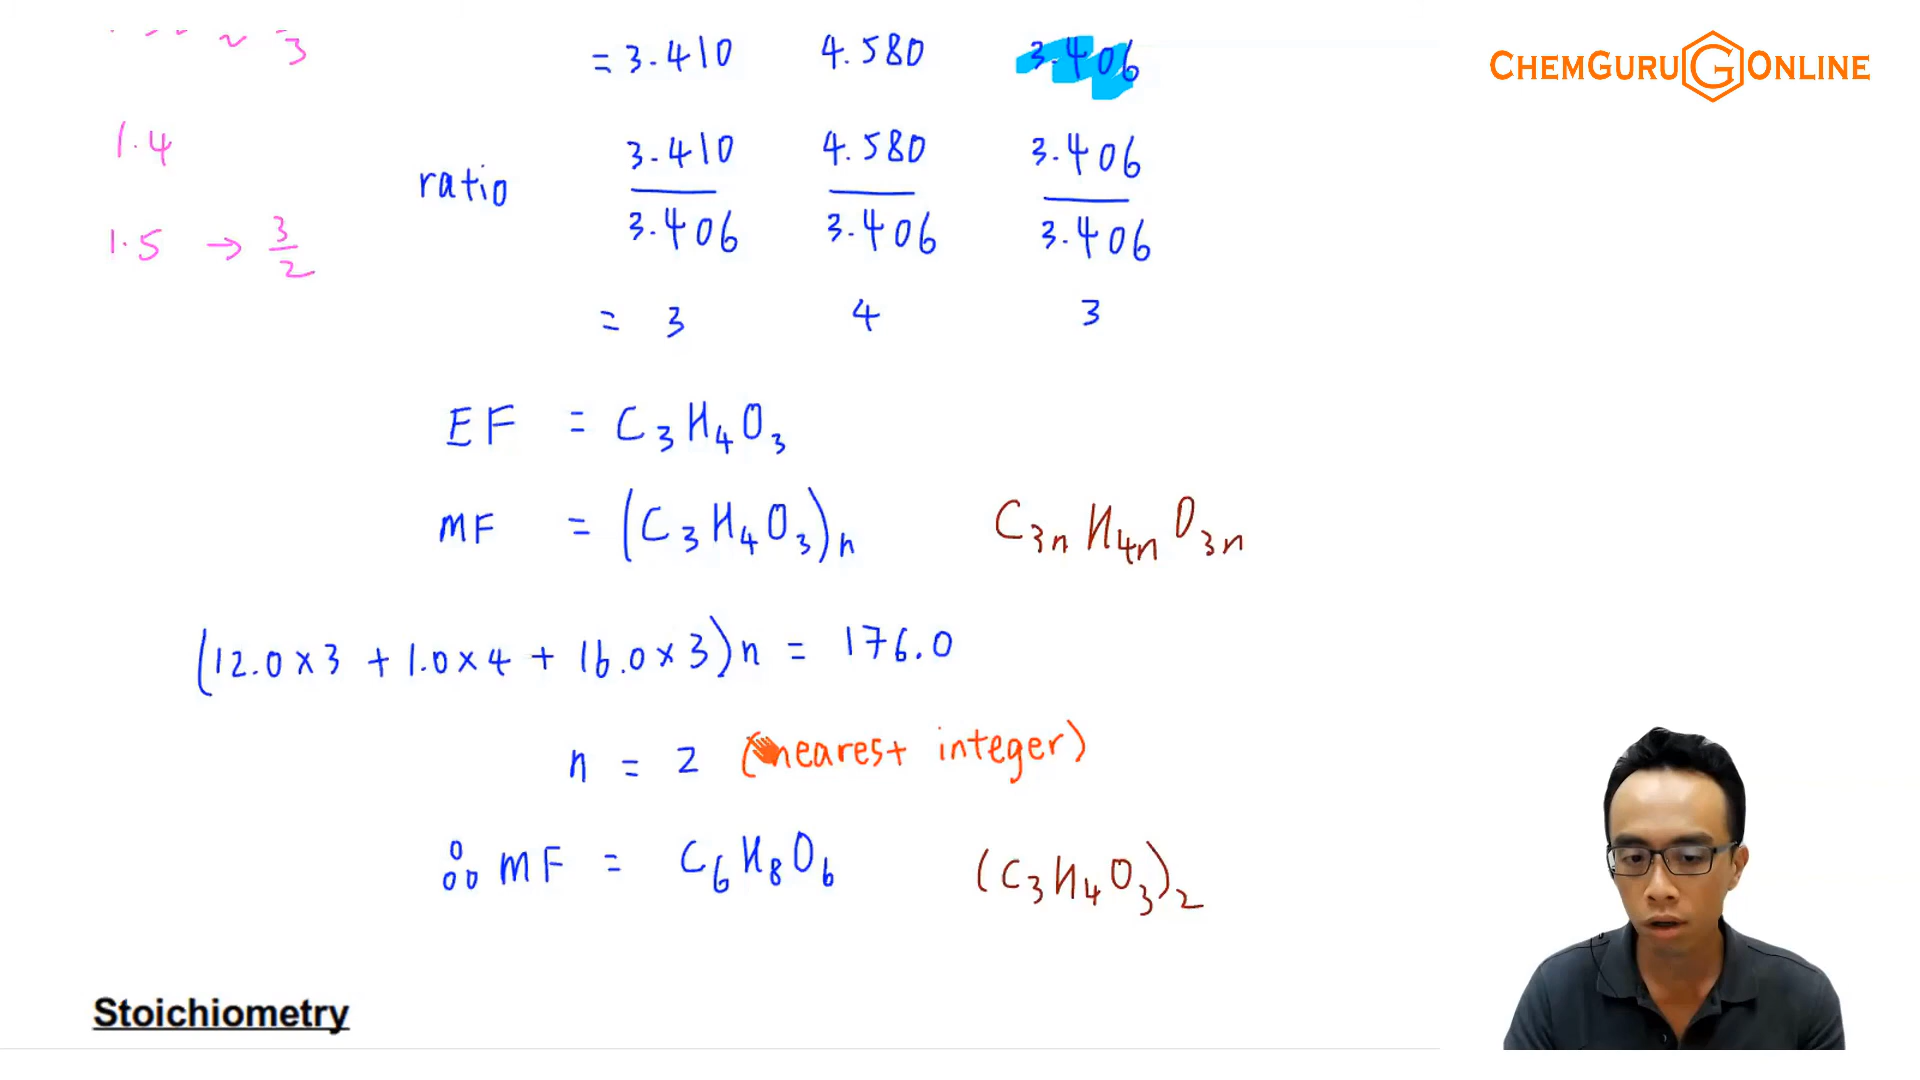 CHEMGURU G ONLINE
3
= 3.410 4.580 3.406
1.4
ratio 3.410/3.406 4.580/3.406 3.406/3.406
1.5 → 3/2
= 3 4 3
EF = C₃H₄O₃
MF = (C₃H₄O₃)ₙ C₃ₙH₄ₙO₃ₙ
(12.0×3 + 1.0×4 + 16.0×3)n = 176.0
n = 2 (nearest integer)
∴ MF = C₆H₈O₆ (C₃H₄O₃)₂
Stoichiometry